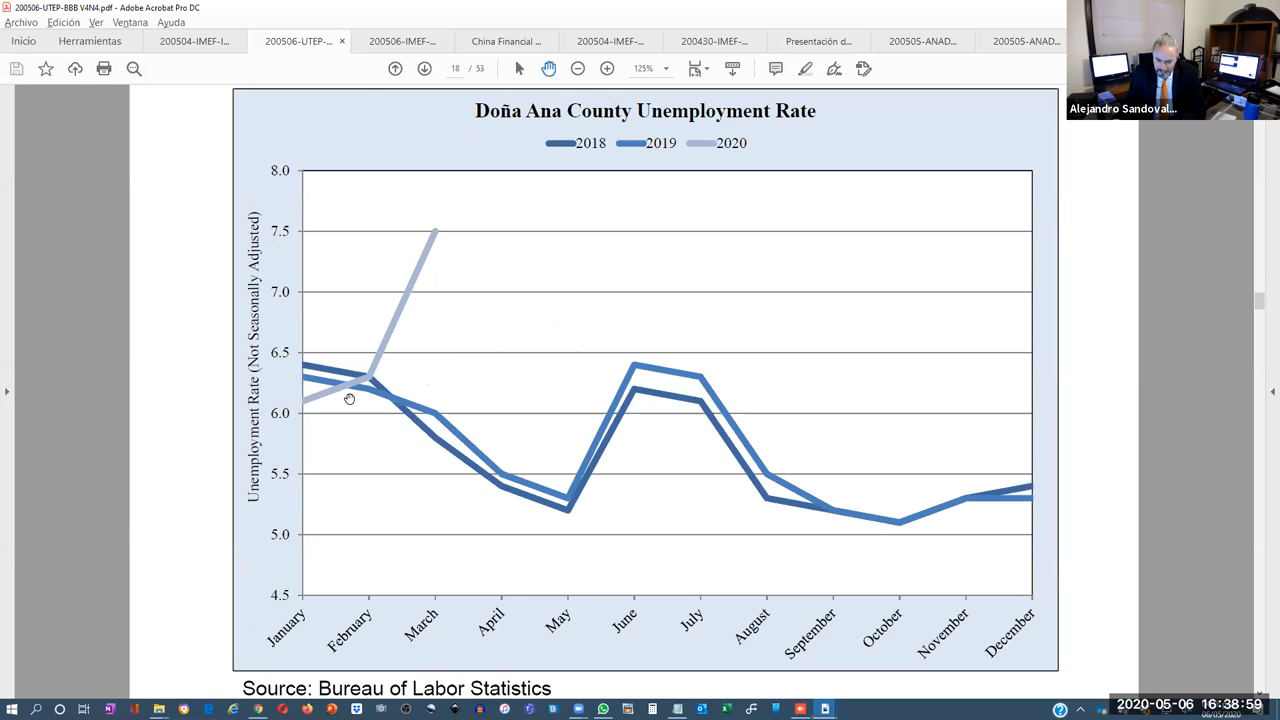 200506-UTEP-BBB V4N4.pdf - Adobe Acrobat Pro DC
Archivo Edición Ver Ventana Ayuda
Inicio Herramientas 200504-IMEF-I... 200506-UTEP-... × 200506-IMEF-... China Financial ... 200504-IMEF-... 200430-IMEF-... Presentación d... 200505-ANAD... 200505-ANAD...
18 / 53 125%
Alejandro Sandoval...
Doña Ana County Unemployment Rate
2018 2019 2020
Unemployment Rate (Not Seasonally Adjusted)
8.0
7.5
7.0
6.5
6.0
5.5
5.0
4.5
January February March April May June July August September October November December
Source: Bureau of Labor Statistics
2020-05-06 16:38:59
06/05/2020